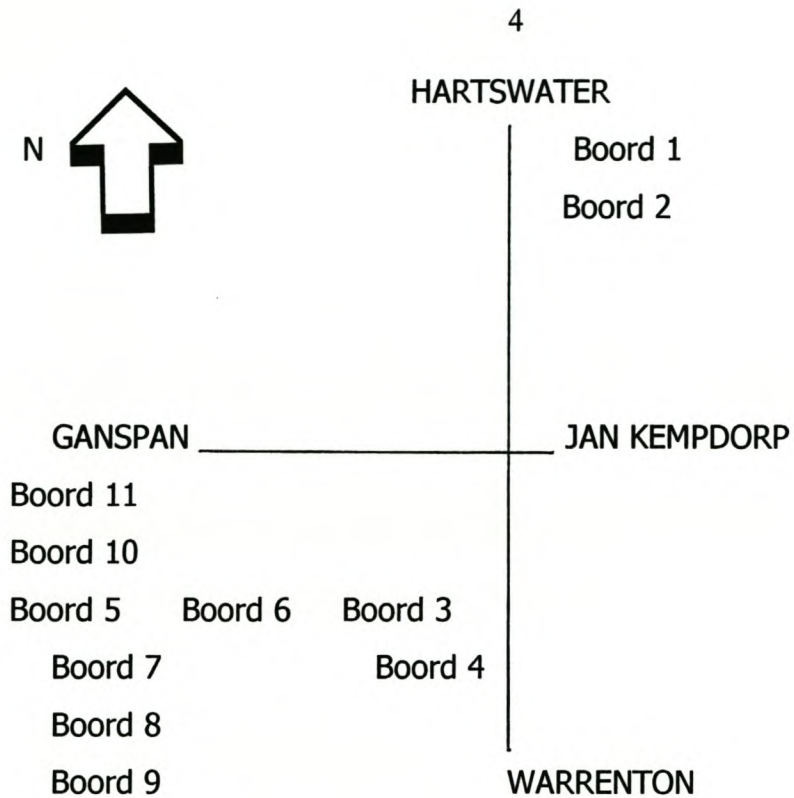 4
HARTSWATER
N
Boord 1
Boord 2
GANSPAN JAN KEMPDORP
Boord 11
Boord 10
Boord 5 Boord 6 Boord 3
Boord 7 Boord 4
Boord 8
Boord 9 WARRENTON